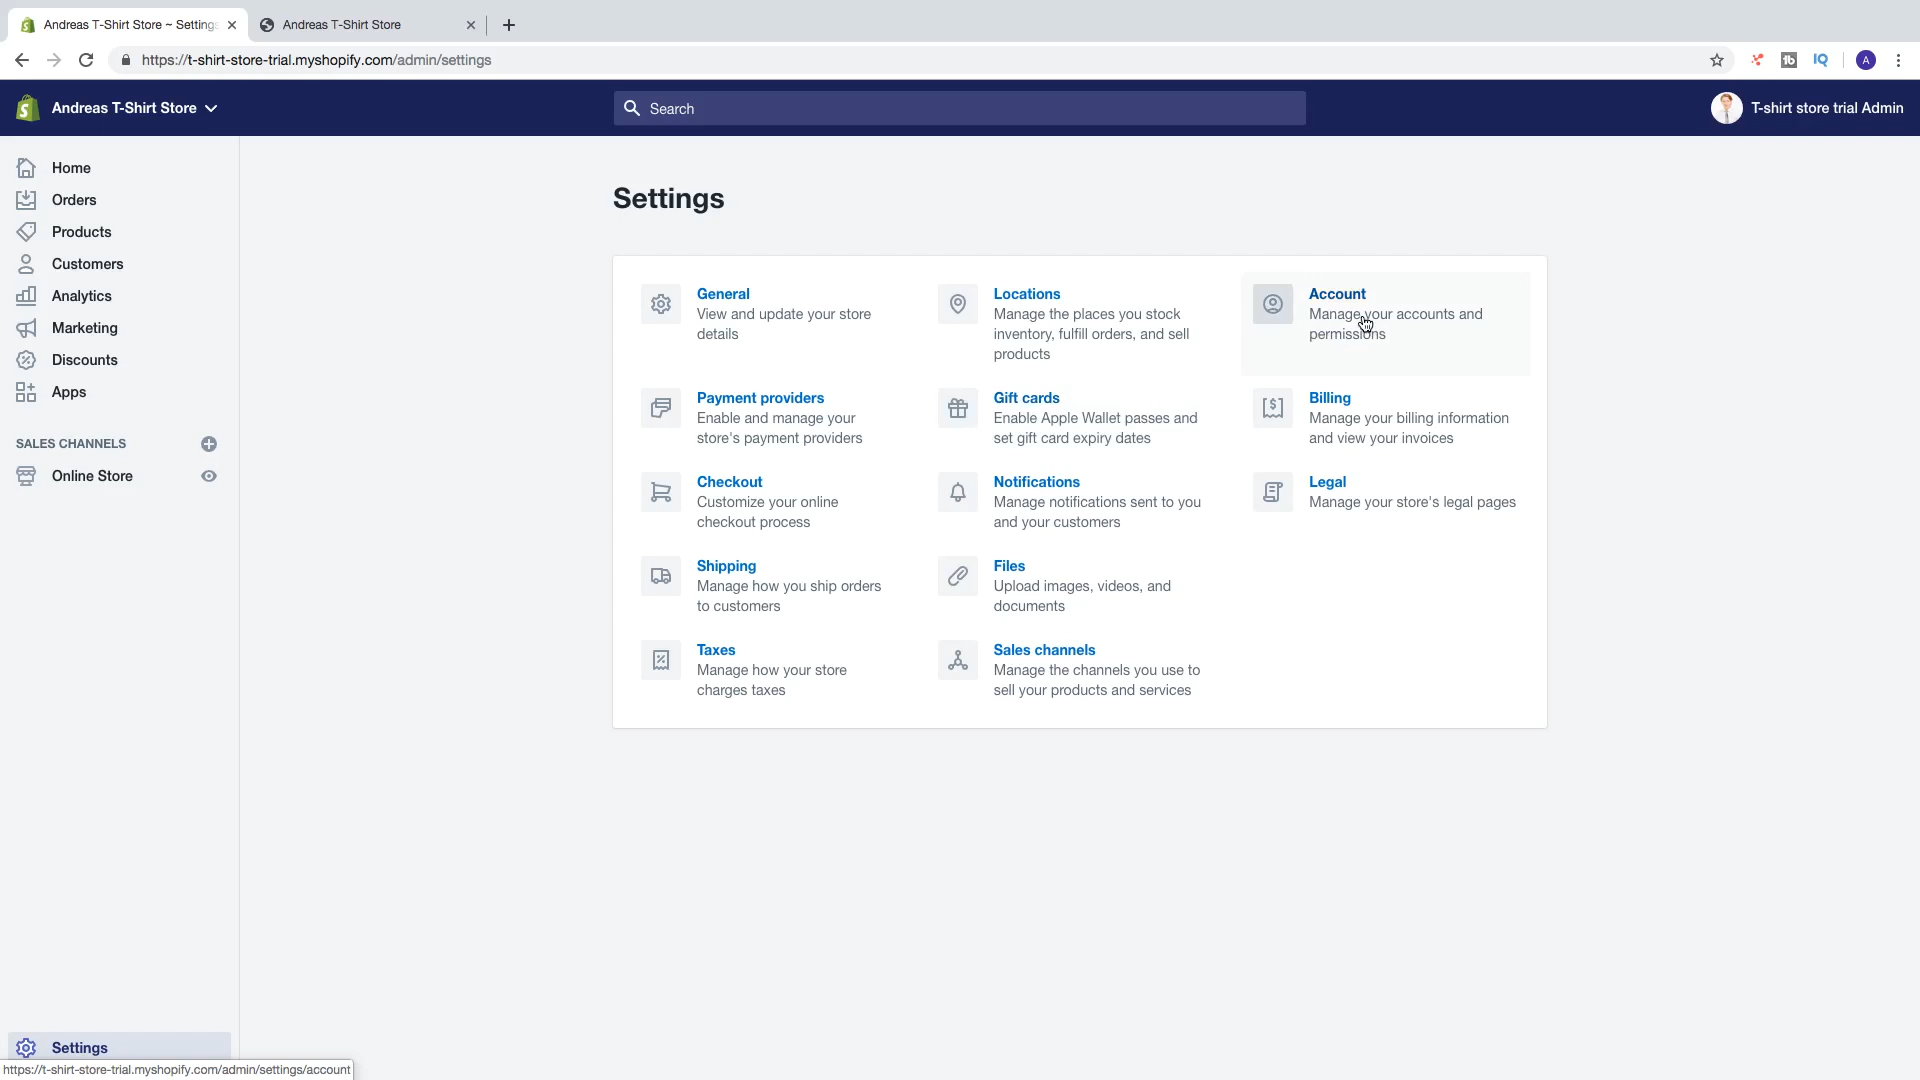 Andreas T-Shirt Store ~ Settings
Andreas T-Shirt Store
https://t-shirt-store-trial.myshopify.com/admin/settings
Andreas T-Shirt Store
Search
T-shirt store trial Admin
Home
Orders
Products
Customers
Analytics
Marketing
Discounts
Apps
SALES CHANNELS
Online Store
Settings
General
View and update your store
details
Locations
Manage the places you stock
inventory, fulfill orders, and sell
products
Account
Manage your accounts and
permissions
Payment providers
Enable and manage your
store's payment providers
Gift cards
Enable Apple Wallet passes and
set gift card expiry dates
Billing
Manage your billing information
and view your invoices
Checkout
Customize your online
checkout process
Notifications
Manage notifications sent to you
and your customers
Legal
Manage your store's legal pages
Shipping
Manage how you ship orders
to customers
Files
Upload images, videos, and
documents
Taxes
Manage how your store
charges taxes
Sales channels
Manage the channels you use to
sell your products and services
Settings
https://t-shirt-store-trial.myshopify.com/admin/settings/account